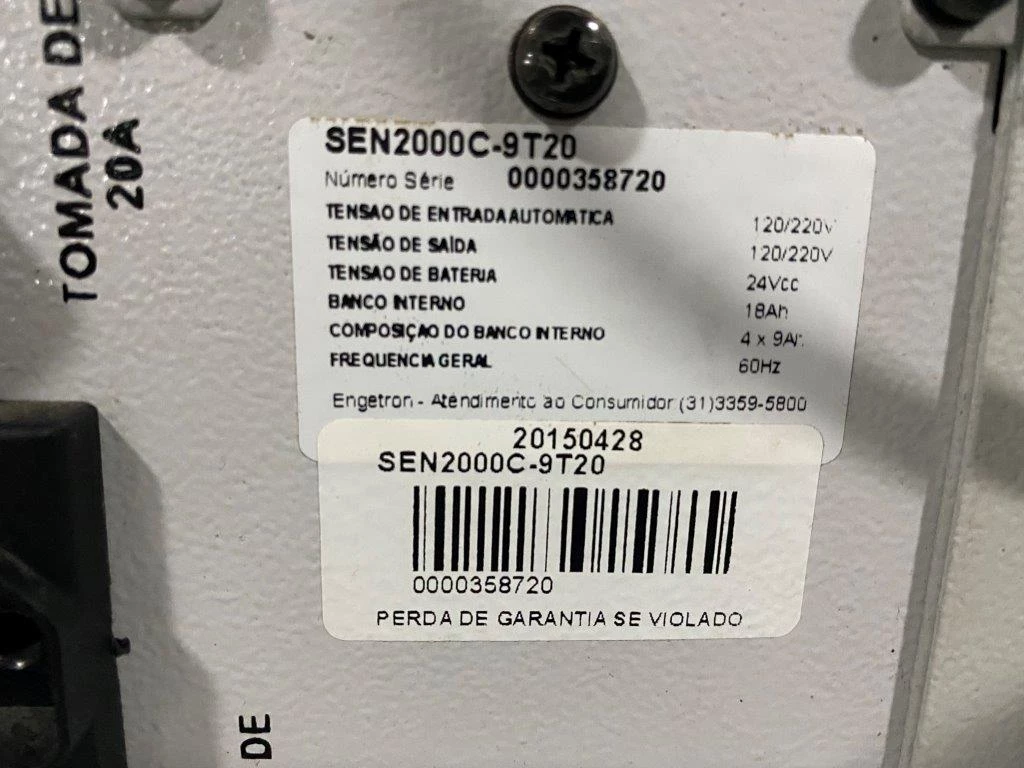 TOMADA DE
20A
SEN2000C-9T20
Número Série 0000358720
TENSAO DE ENTRADA AUTOMATICA 120/220V
TENSÃO DE SAÍDA 120/220V
TENSAO DE BATERIA 24Vcc
BANCO INTERNO 18Ah
COMPOSIÇÃO DO BANCO INTERNO 4 x 9Ah
FREQUENCIA GERAL 60Hz
Engetron - Atendimento ao Consumidor (31)3359-5800
20150428
SEN2000C-9T20
0000358720
PERDA DE GARANTIA SE VIOLADO
DE